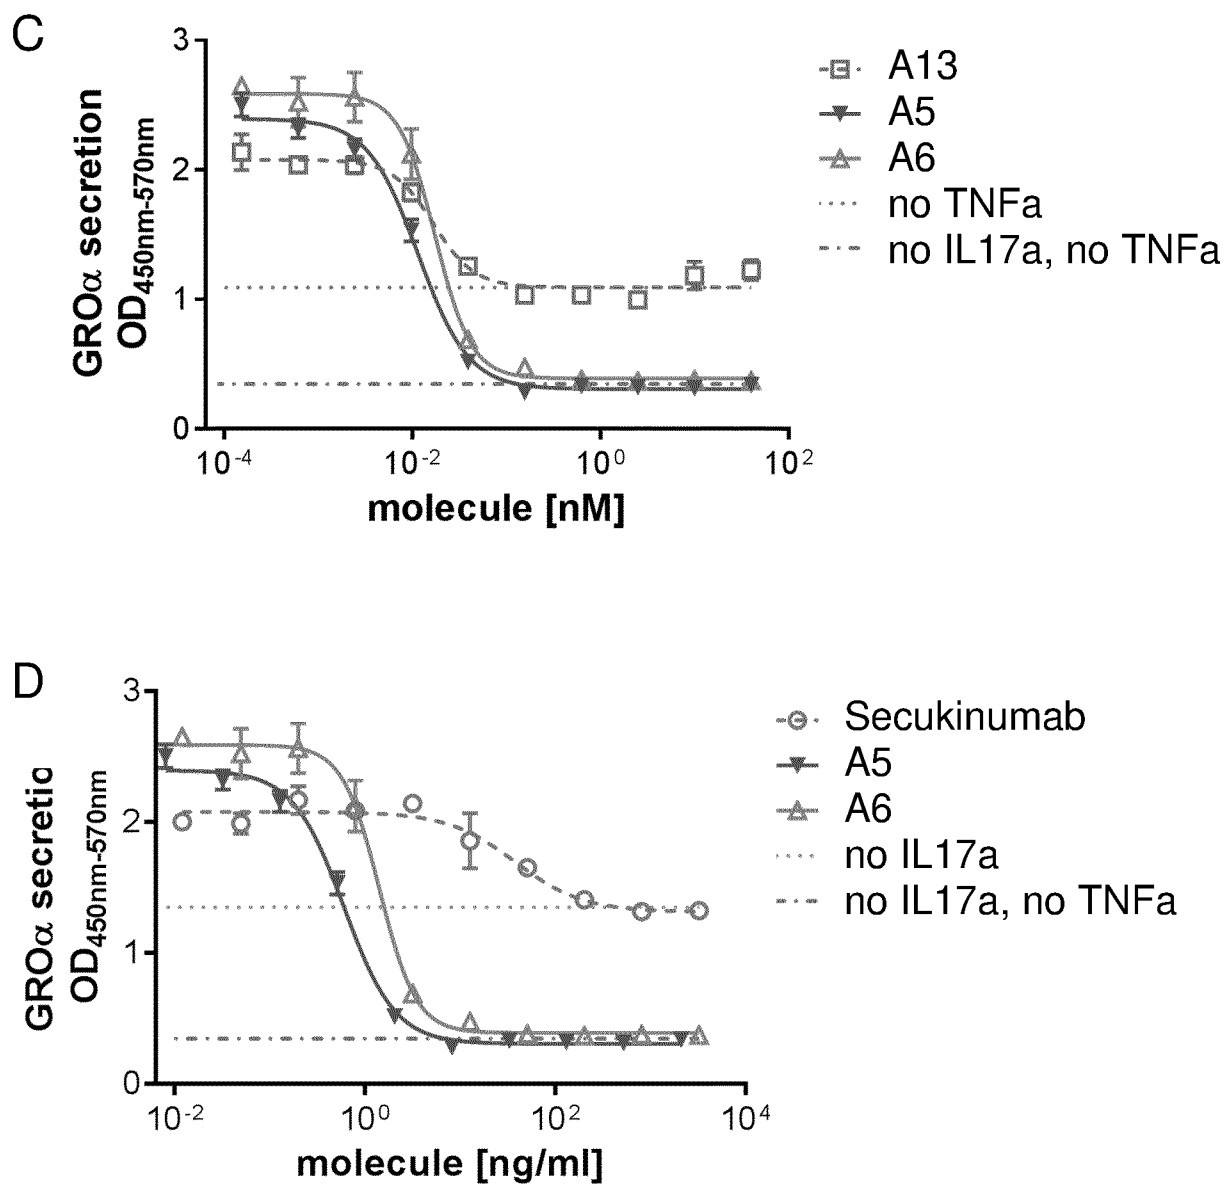 C
3
2
1
0
GROα secretion
OD450nm-570nm
10-4
10-2
100
102
molecule [nM]
A13
A5
A6
no TNFa
no IL17a, no TNFa
D
3
2
1
0
GROα secretic
OD450nm-570nm
10-2
100
102
104
molecule [ng/ml]
Secukinumab
A5
A6
no IL17a
no IL17a, no TNFa